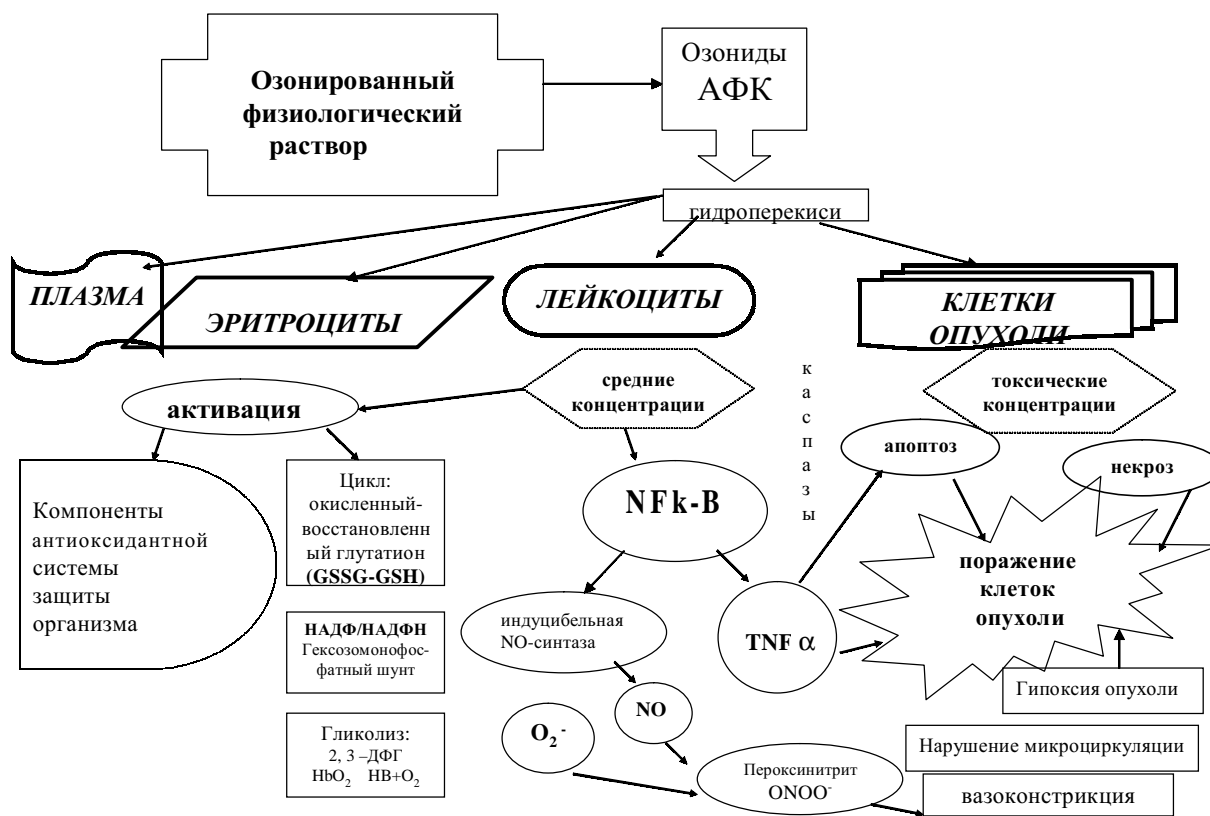 Озонированный
физиологический
раствор
Озониды
АФК
гидроперекиси
ПЛАЗМА
ЭРИТРОЦИТЫ
ЛЕЙКОЦИТЫ
КЛЕТКИ
ОПУХОЛИ
средние
концентрации
каспазы
токсические
концентрации
активация
апоптоз
некроз
Компоненты
антиоксидантной
системы
защиты
организма
Цикл:
окисленный-
восстановленн
ый глутатион
(GSSG-GSH)
NFk-B
поражение
клеток
опухоли
НАДФ/НАДФН
Гексозомонофос-
фатный шунт
индуцибельная
NO-синтаза
TNF α
Гипоксия опухоли
NO
O₂⁻
Гликолиз:
2, 3 –ДФГ
HbO₂ HB+O₂
Нарушение микроциркуляции
Пероксинитрит
ONOO⁻
вазоконстрикция